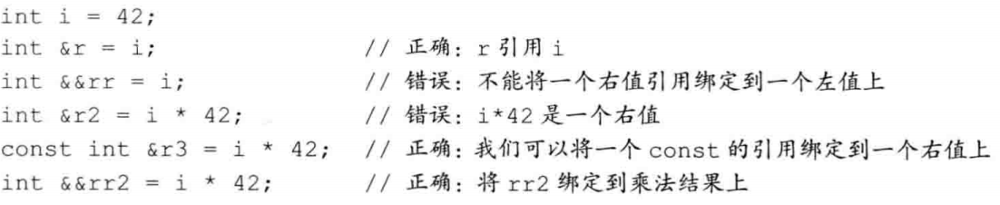 int i = 42;
int &r = i; // 正确：r 引用 i
int &&rr = i; // 错误：不能将一个右值引用绑定到一个左值上
int &r2 = i * 42; // 错误：i*42 是一个右值
const int &r3 = i * 42; // 正确：我们可以将一个 const 的引用绑定到一个右值上
int &&rr2 = i * 42; // 正确：将 rr2 绑定到乘法结果上